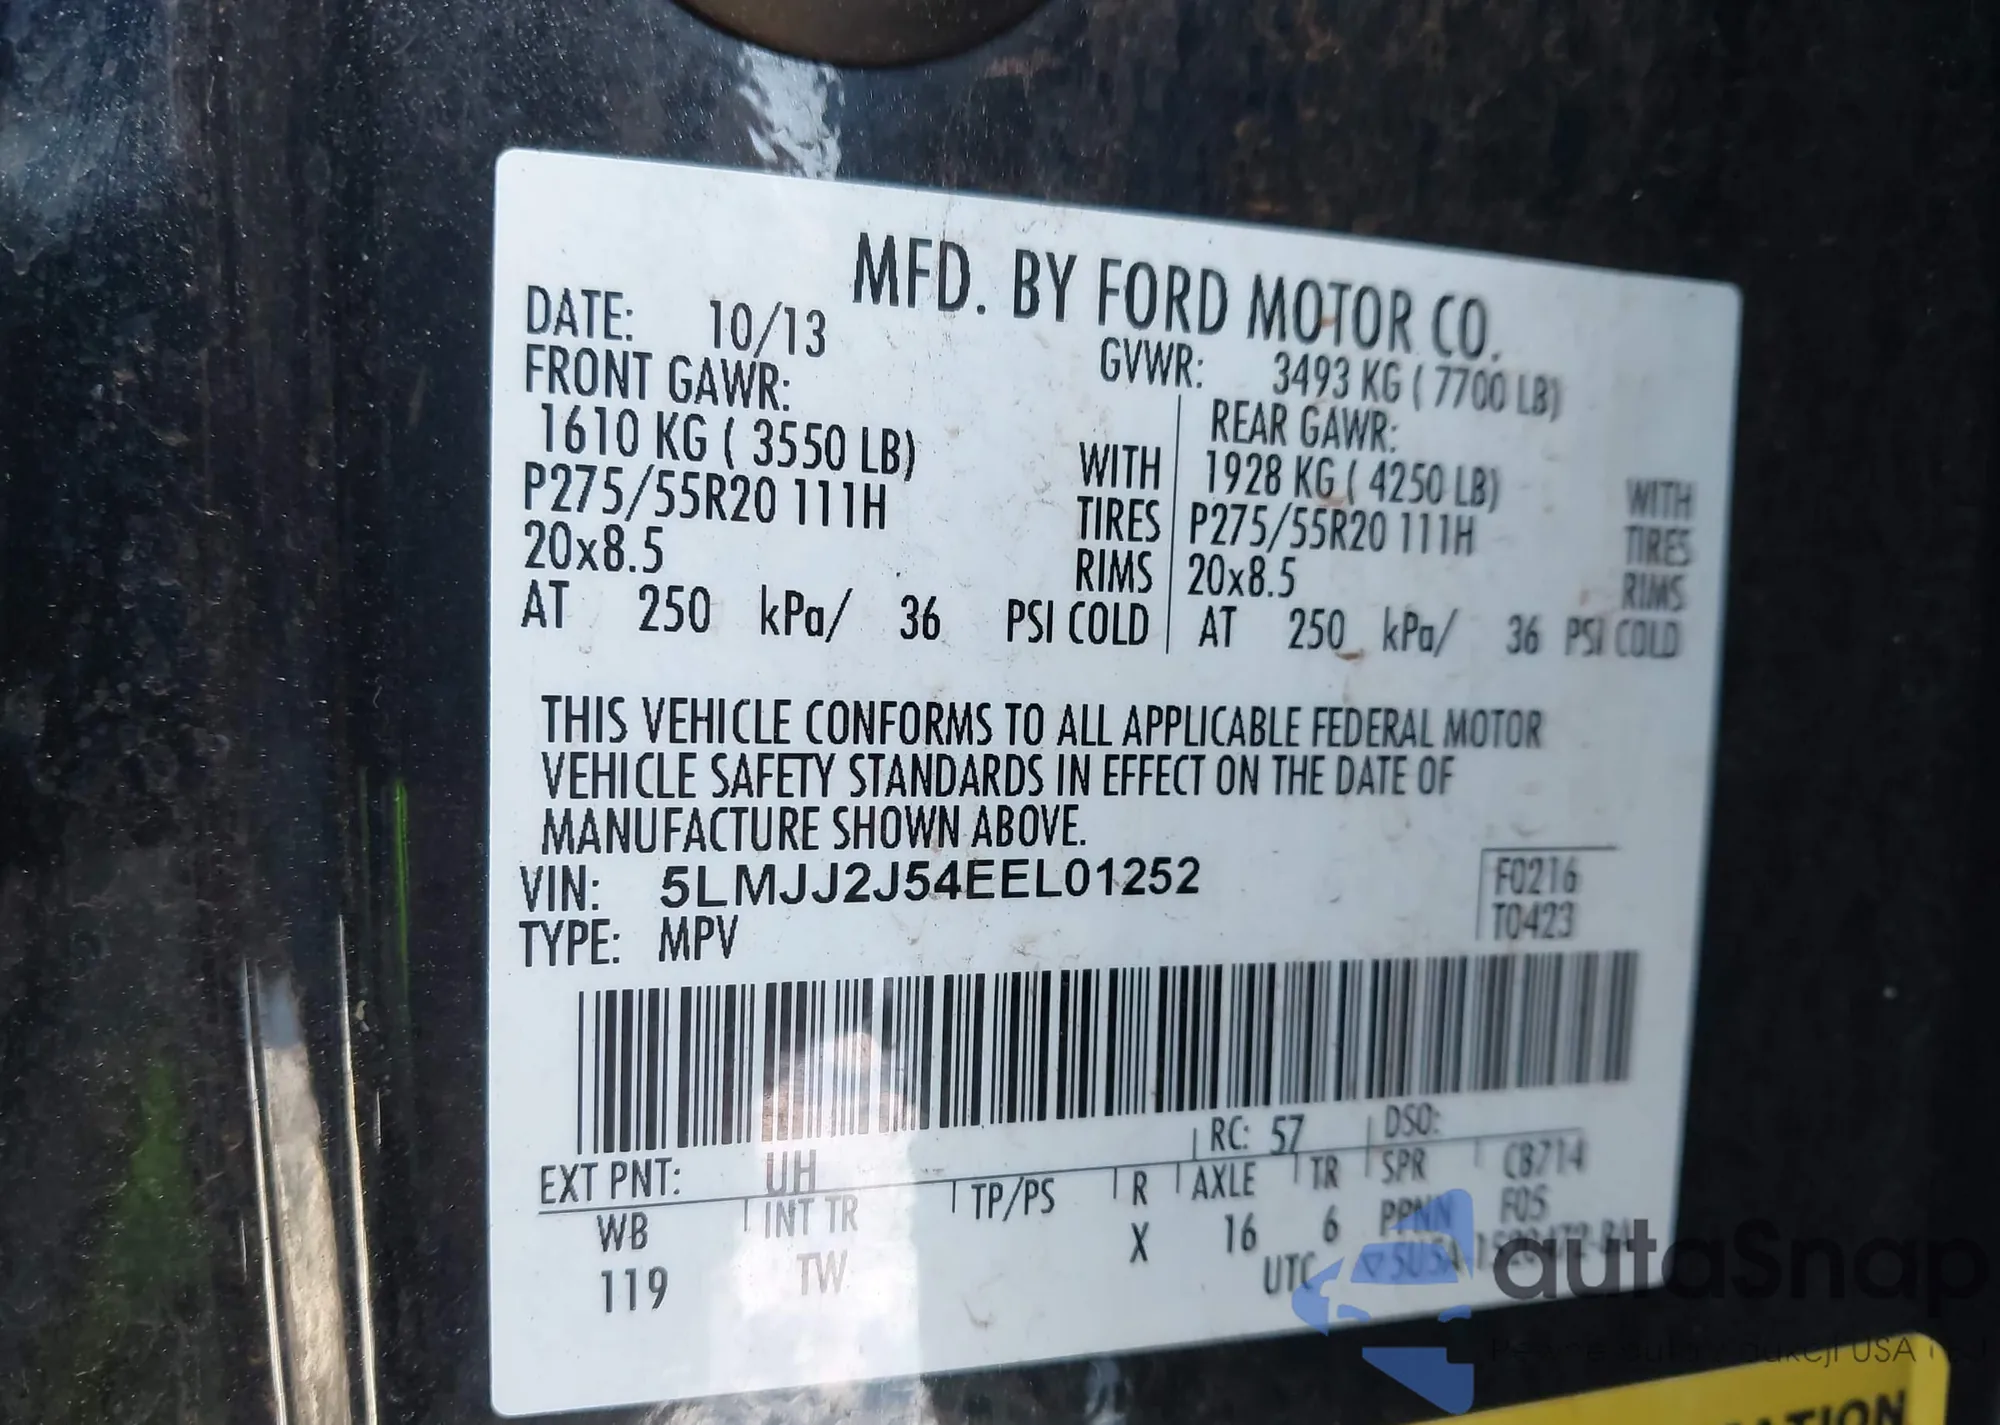 MFD. BY FORD MOTOR CO.
DATE: 10/13 GVWR: 3493 KG ( 7700 LB)
FRONT GAWR: REAR GAWR:
1610 KG ( 3550 LB) WITH 1928 KG ( 4250 LB) WITH
P275/55R20 111H TIRES P275/55R20 111H TIRES
20x8.5 RIMS 20x8.5 RIMS
AT 250 kPa/ 36 PSI COLD AT 250 kPa/ 36 PSI COLD
THIS VEHICLE CONFORMS TO ALL APPLICABLE FEDERAL MOTOR
VEHICLE SAFETY STANDARDS IN EFFECT ON THE DATE OF
MANUFACTURE SHOWN ABOVE.
VIN: 5LMJJ2J54EEL01252 F0216
TYPE: MPV T0423
RC: 57 DSO:
EXT PNT: UH C8714
WB INT TR TP/PS R AXLE TR SPR F05
119 TW X 16 6 PPNN
UTC
autaSnap
USA